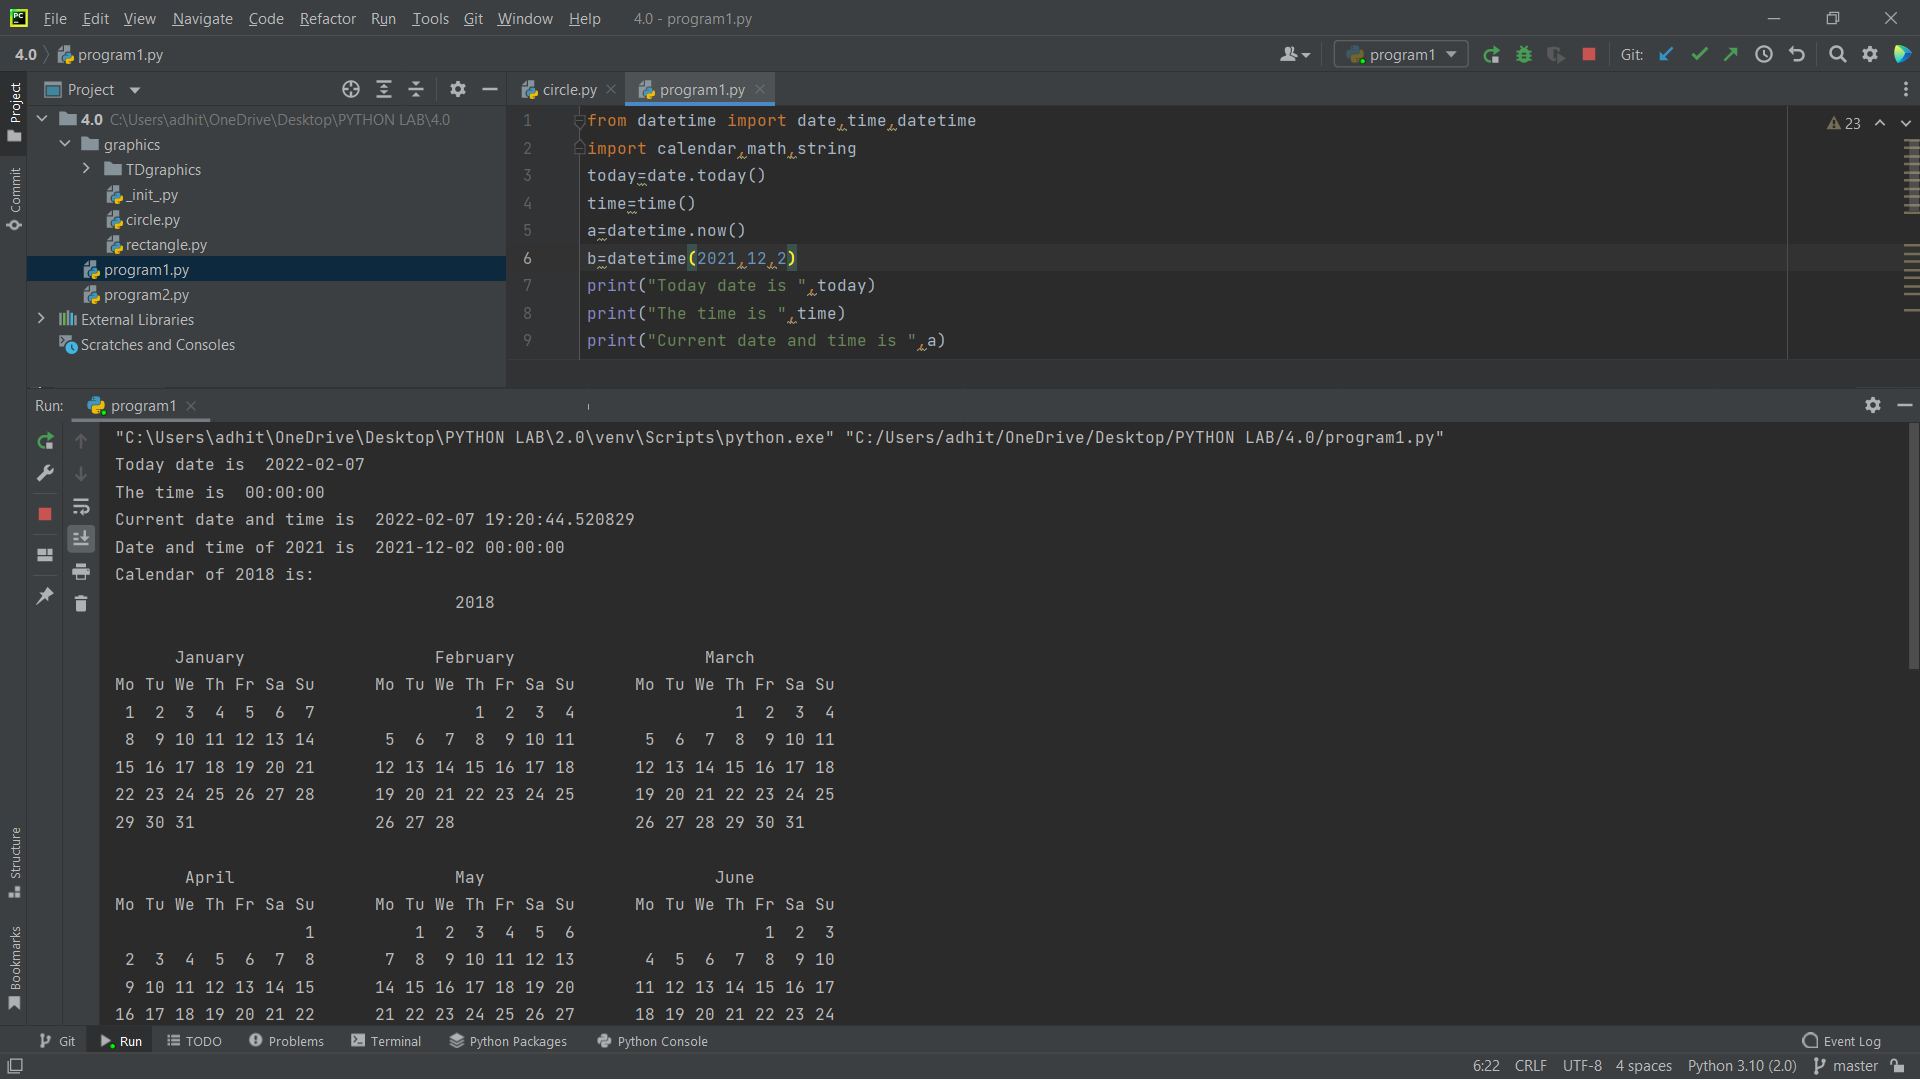 PC File Edit View Navigate Code Refactor Run Tools Git Window Help 4.0 - program1.py
4.0 program1.py program1 Git:
Project circle.py program1.py
Project
Commit
Structure
Bookmarks
4.0 C:\Users\adhit\OneDrive\Desktop\PYTHON LAB\4.0
graphics
TDgraphics
_init_.py
circle.py
rectangle.py
program1.py
program2.py
External Libraries
Scratches and Consoles
1 from datetime import date,time,datetime
2 import calendar,math,string
3 today=date.today()
4 time=time()
5 a=datetime.now()
6 b=datetime(2021,12,2)
7 print("Today date is ",today)
8 print("The time is ",time)
9 print("Current date and time is ",a)
23
Run: program1
"C:\Users\adhit\OneDrive\Desktop\PYTHON LAB\2.0\venv\Scripts\python.exe" "C:/Users/adhit/OneDrive/Desktop/PYTHON LAB/4.0/program1.py"
Today date is  2022-02-07
The time is  00:00:00
Current date and time is  2022-02-07 19:20:44.520829
Date and time of 2021 is  2021-12-02 00:00:00
Calendar of 2018 is:
                                  2018

      January                   February                   March
Mo Tu We Th Fr Sa Su      Mo Tu We Th Fr Sa Su      Mo Tu We Th Fr Sa Su
 1  2  3  4  5  6  7                1  2  3  4                1  2  3  4
 8  9 10 11 12 13 14       5  6  7  8  9 10 11       5  6  7  8  9 10 11
15 16 17 18 19 20 21      12 13 14 15 16 17 18      12 13 14 15 16 17 18
22 23 24 25 26 27 28      19 20 21 22 23 24 25      19 20 21 22 23 24 25
29 30 31                  26 27 28                  26 27 28 29 30 31

       April                      May                       June
Mo Tu We Th Fr Sa Su      Mo Tu We Th Fr Sa Su      Mo Tu We Th Fr Sa Su
                   1          1  2  3  4  5  6                   1  2  3
 2  3  4  5  6  7  8       7  8  9 10 11 12 13       4  5  6  7  8  9 10
 9 10 11 12 13 14 15      14 15 16 17 18 19 20      11 12 13 14 15 16 17
16 17 18 19 20 21 22      21 22 23 24 25 26 27      18 19 20 21 22 23 24
Git Run TODO Problems Terminal Python Packages Python Console Event Log
6:22 CRLF UTF-8 4 spaces Python 3.10 (2.0) master